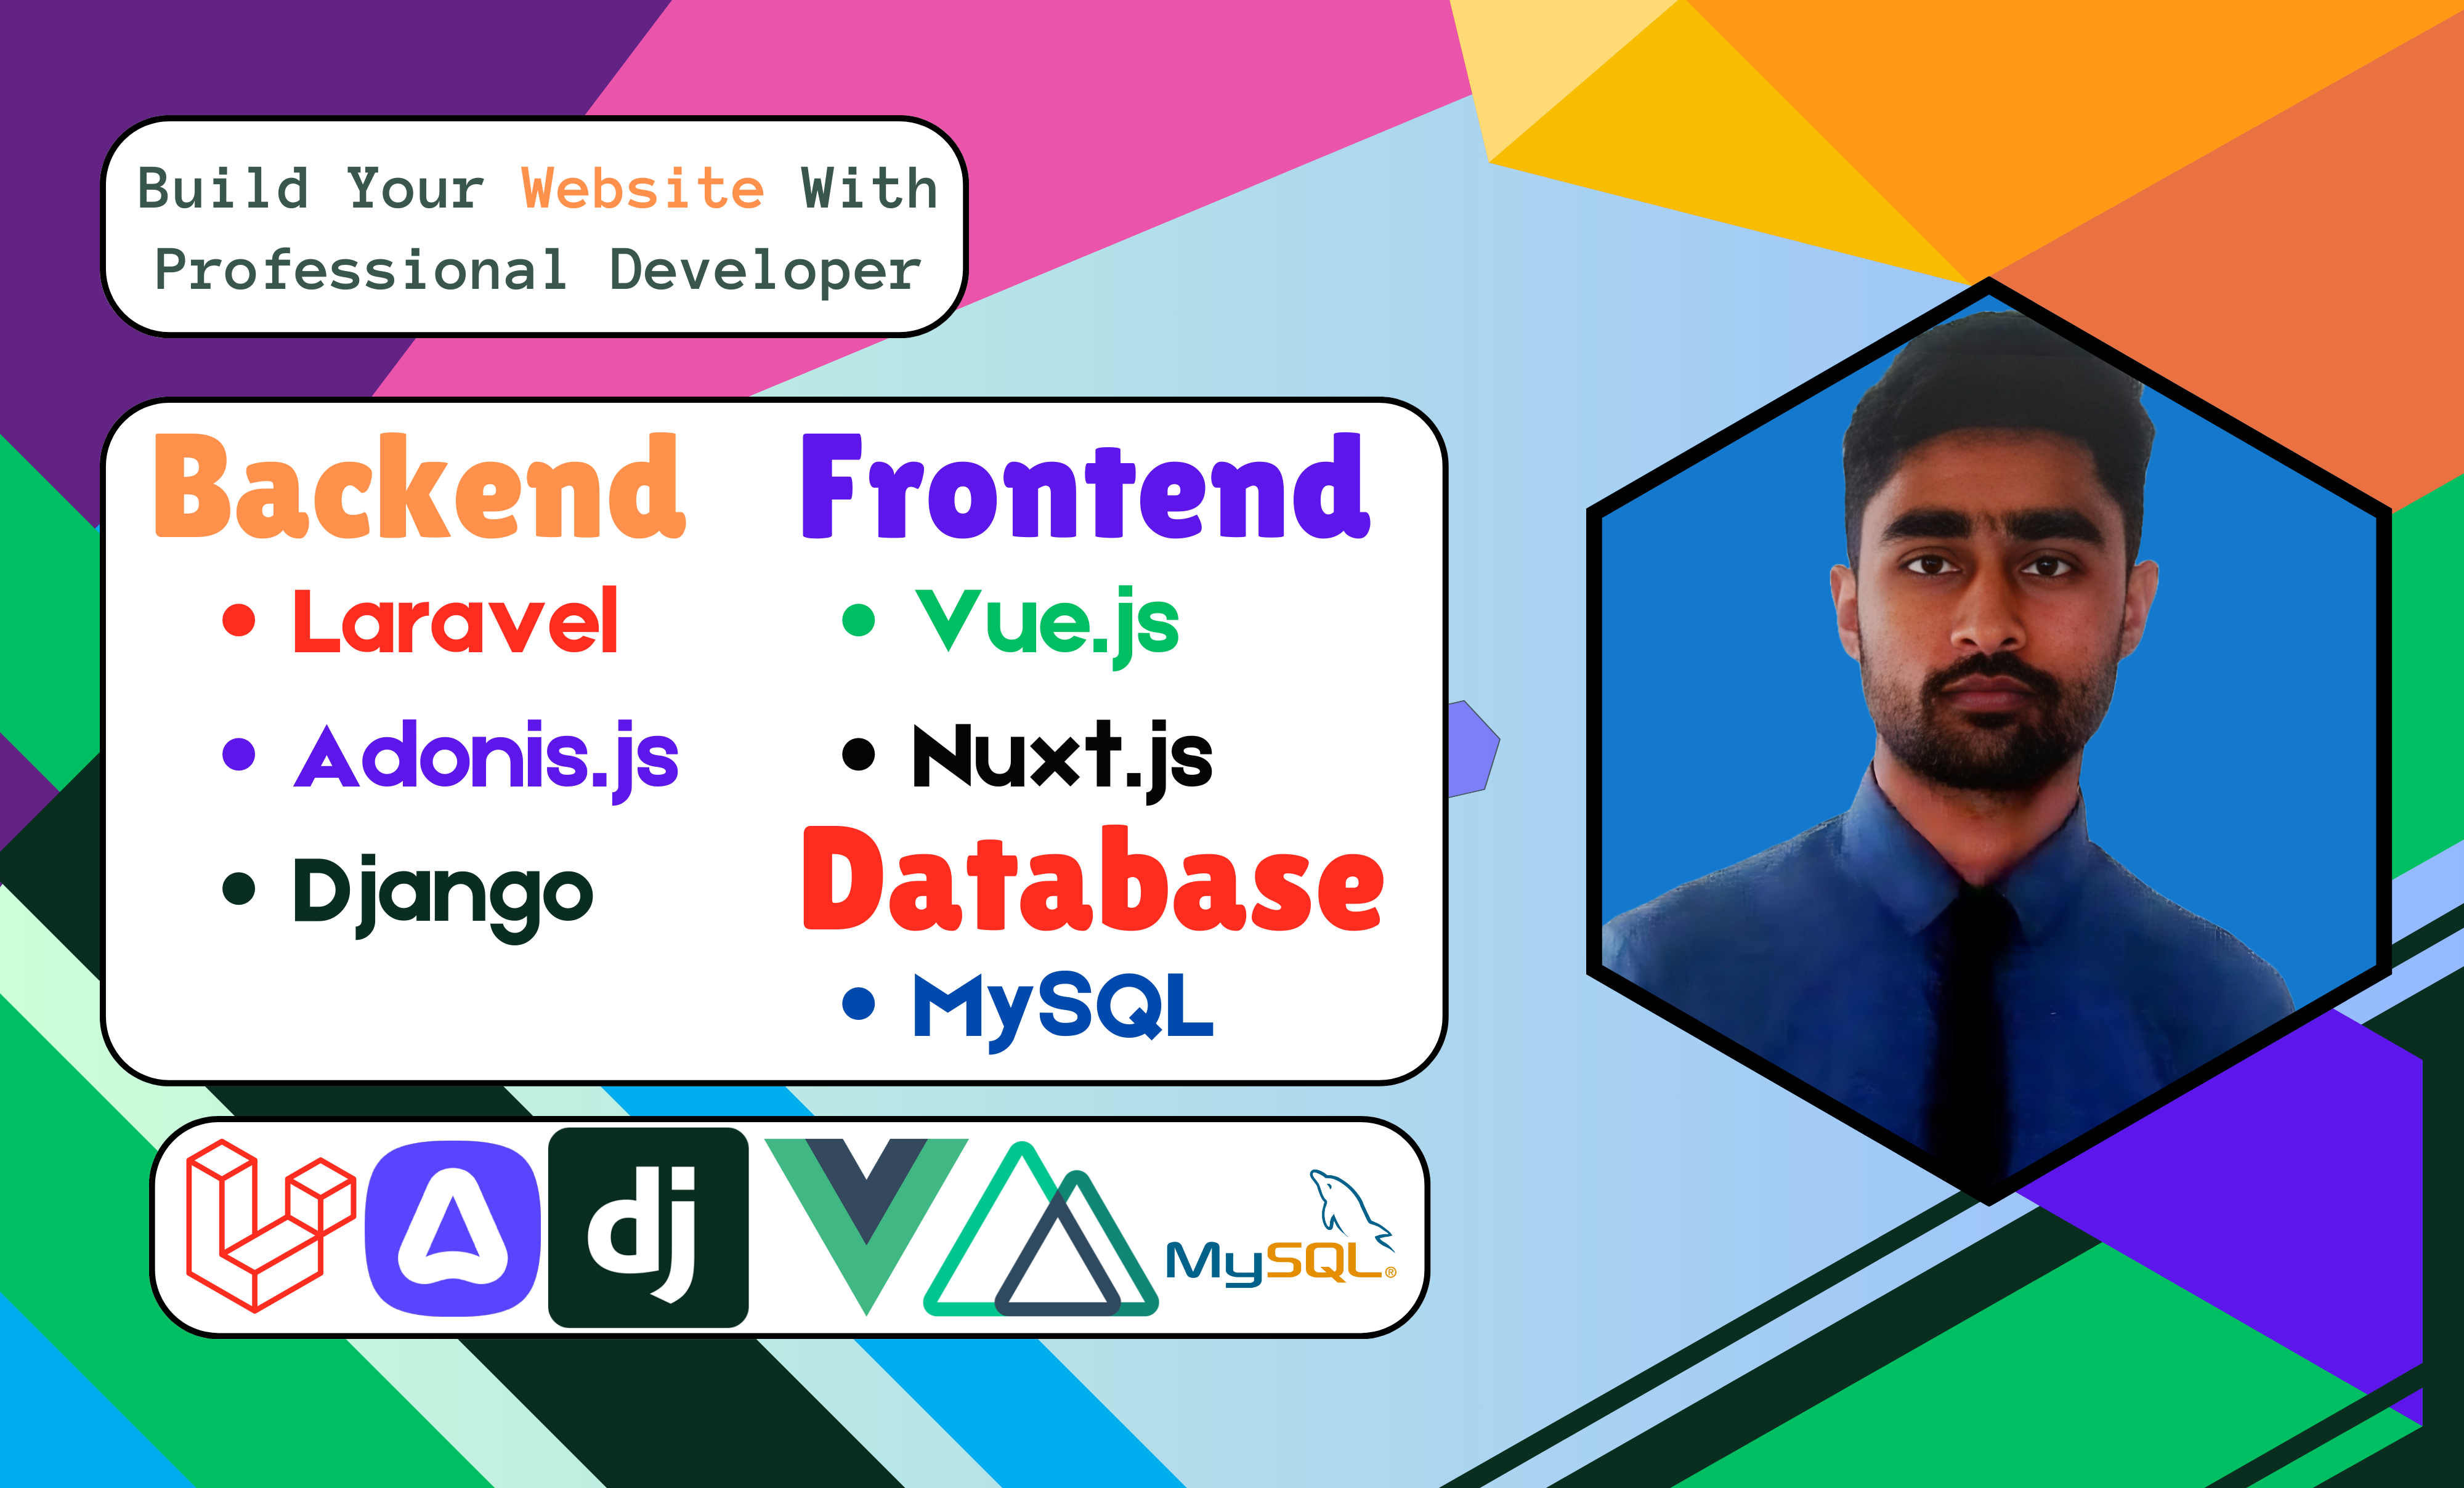 Build Your Website With
Professional Developer
Backend
• Laravel
• Adonis.js
• Django
Frontend
• Vue.js
• Nuxt.js
Database
• MySQL
dj
MySQL®